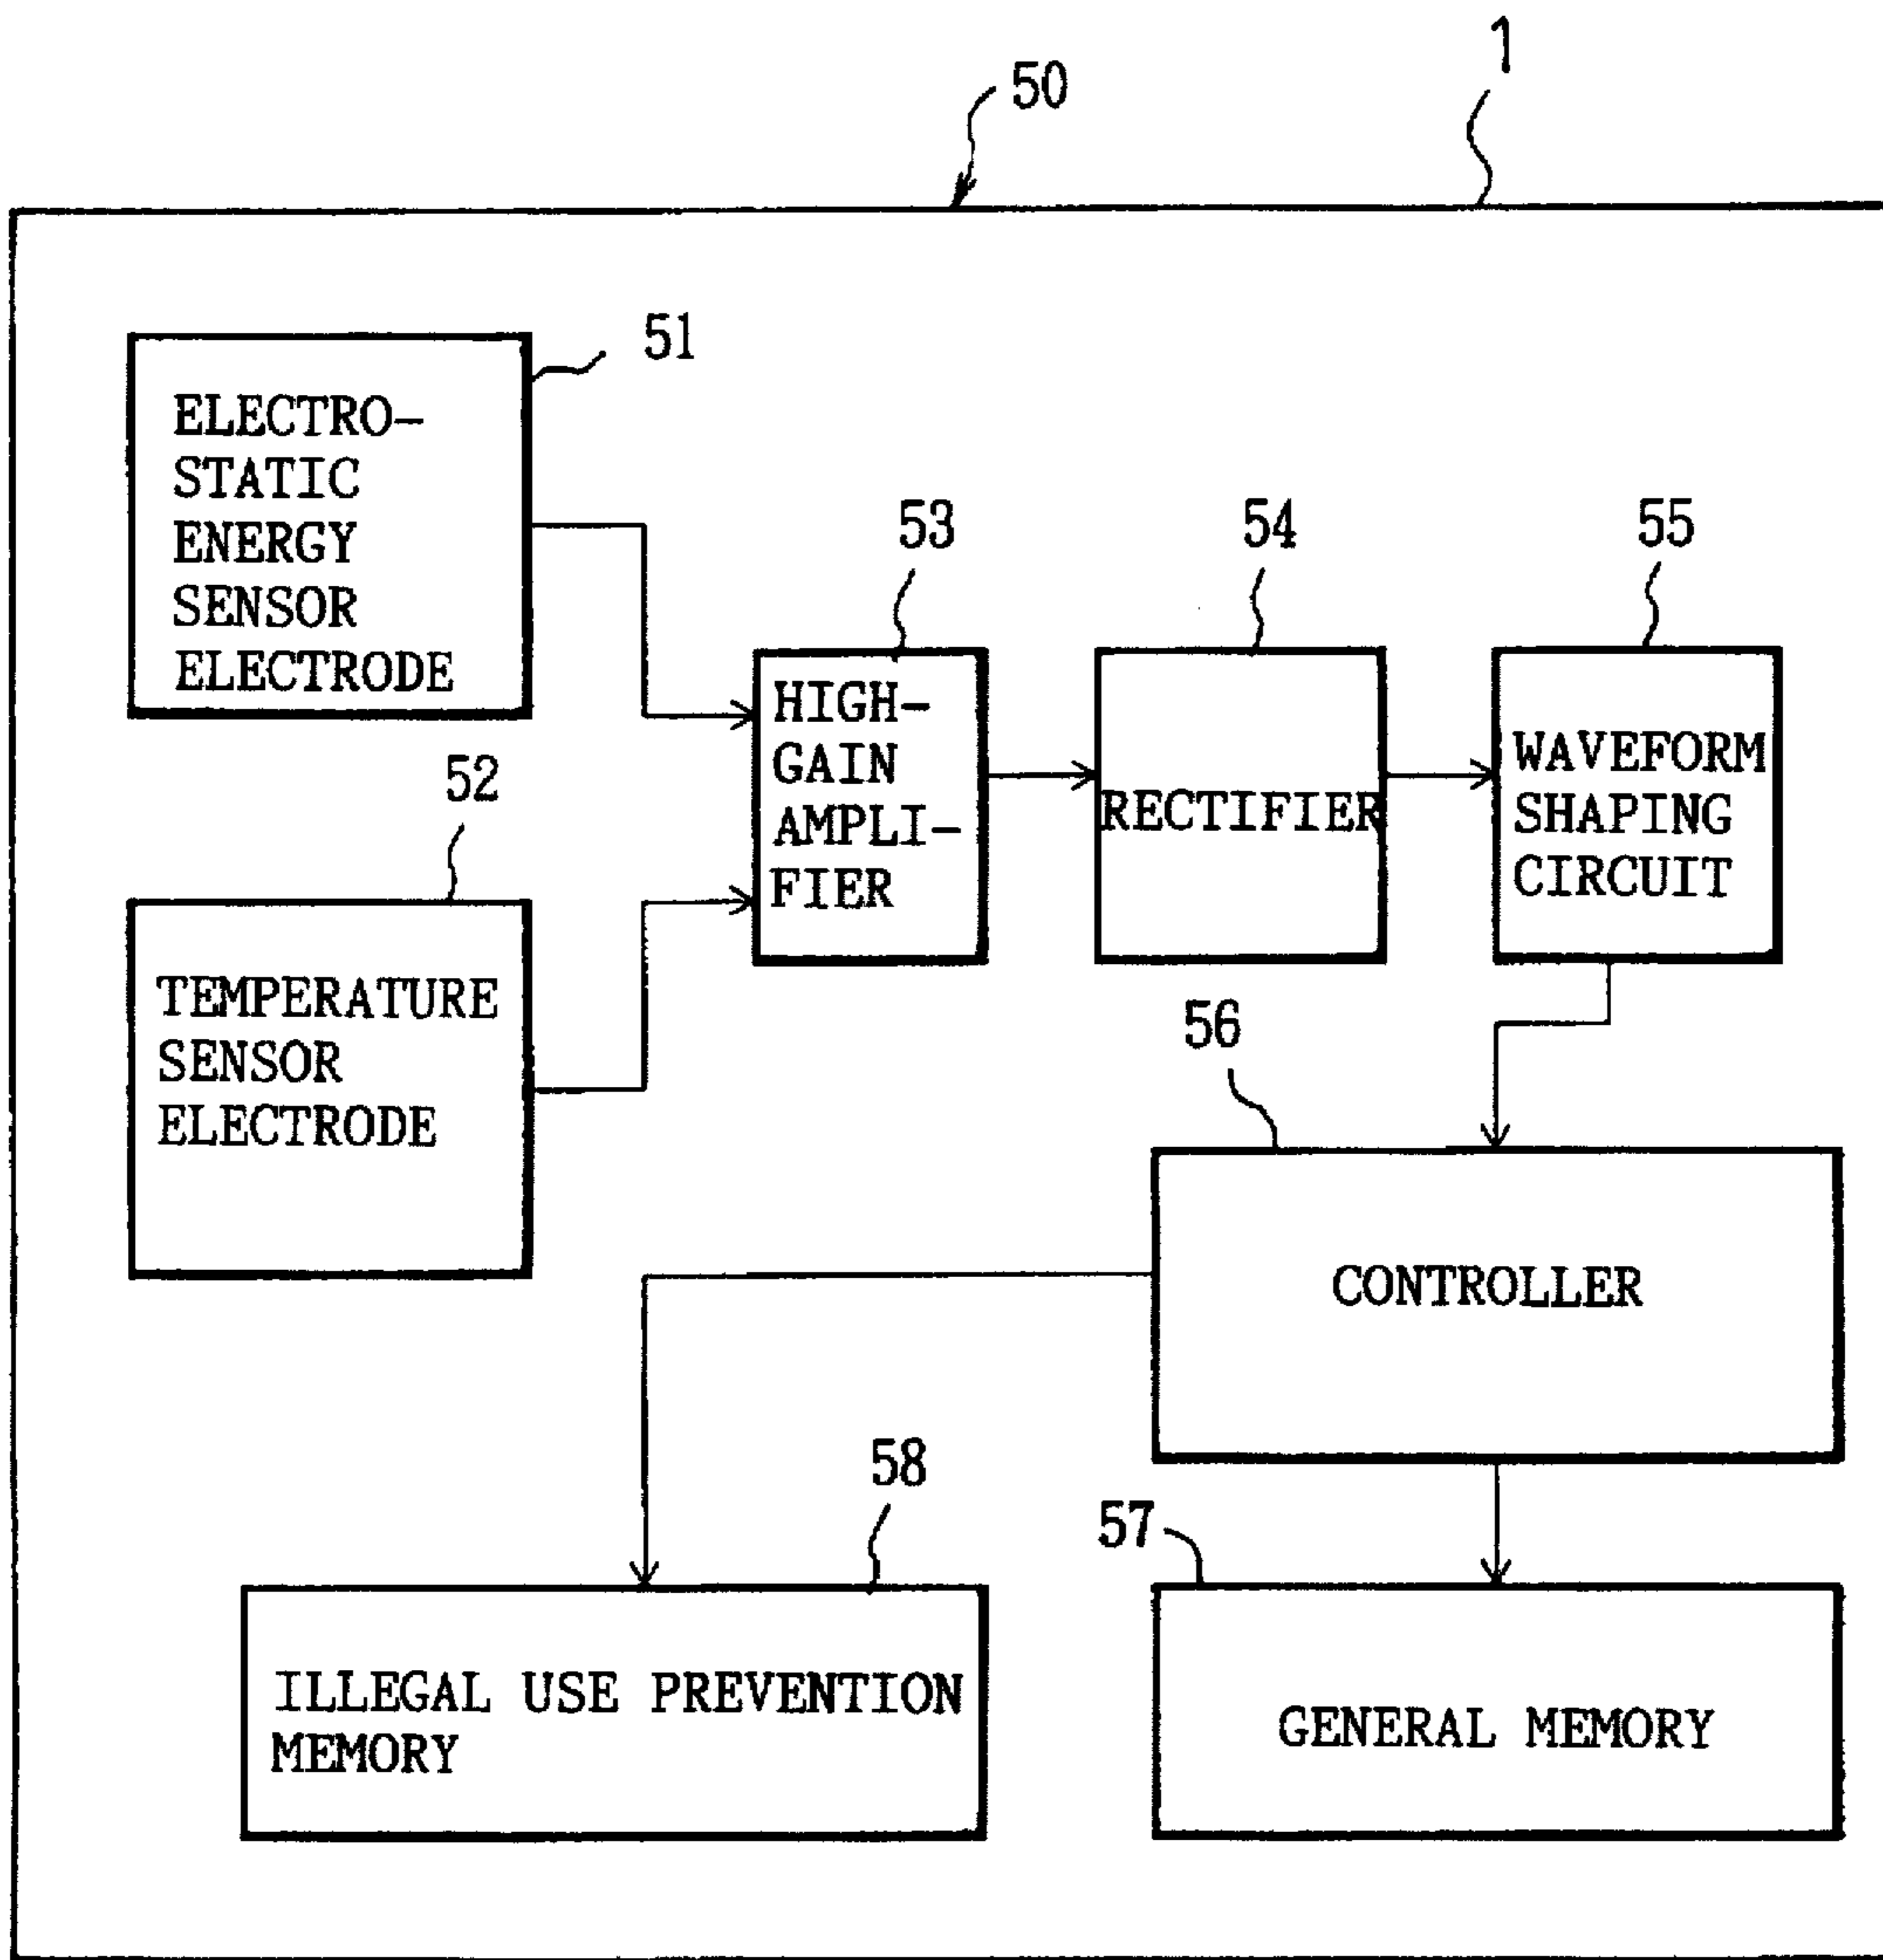 50
1
51
ELECTRO-
STATIC
ENERGY
SENSOR
ELECTRODE
52
TEMPERATURE
SENSOR
ELECTRODE
53
HIGH-
GAIN
AMPLI-
FIER
54
RECTIFIER
55
WAVEFORM
SHAPING
CIRCUIT
56
CONTROLLER
58
ILLEGAL USE PREVENTION
MEMORY
57
GENERAL MEMORY